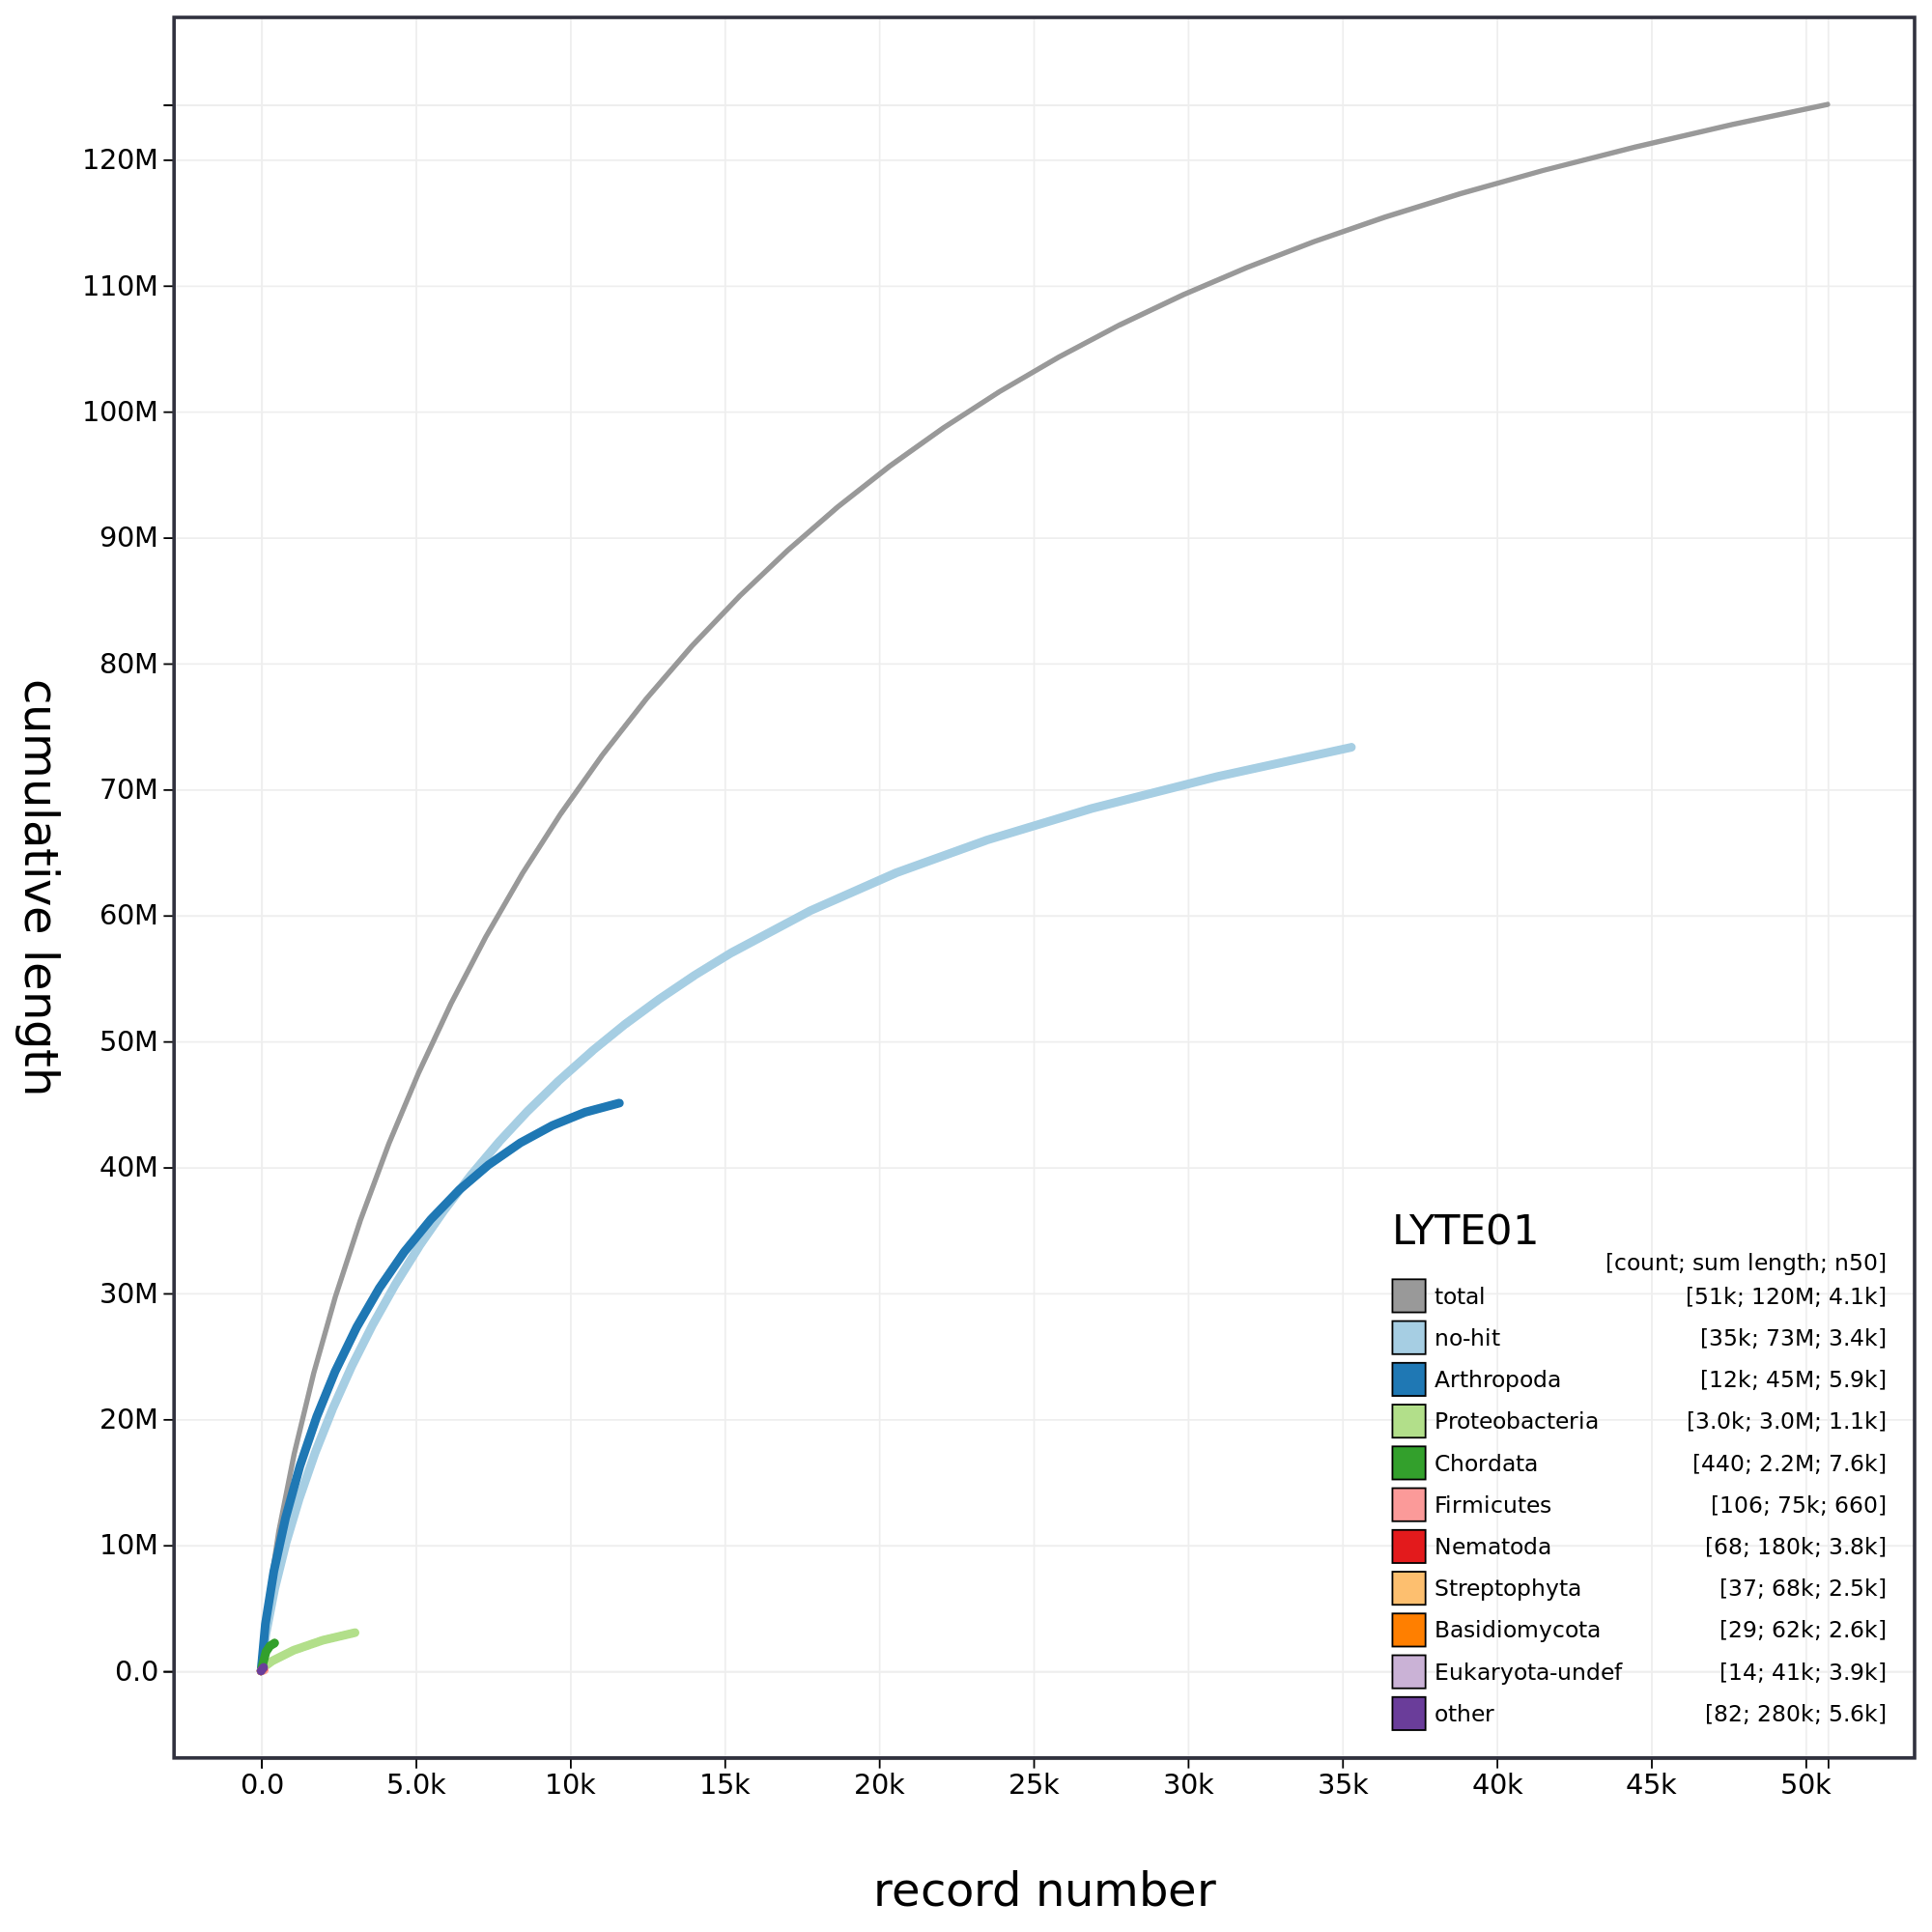 120M
110M
100M
90M
80M
70M
60M
50M
40M
30M
20M
10M
0.0
cumulative length
LYTE01
[count; sum length; n50]
total [51k; 120M; 4.1k]
no-hit [35k; 73M; 3.4k]
Arthropoda [12k; 45M; 5.9k]
Proteobacteria [3.0k; 3.0M; 1.1k]
Chordata [440; 2.2M; 7.6k]
Firmicutes [106; 75k; 660]
Nematoda [68; 180k; 3.8k]
Streptophyta [37; 68k; 2.5k]
Basidiomycota [29; 62k; 2.6k]
Eukaryota-undef [14; 41k; 3.9k]
other [82; 280k; 5.6k]
0.0 5.0k 10k 15k 20k 25k 30k 35k 40k 45k 50k
record number